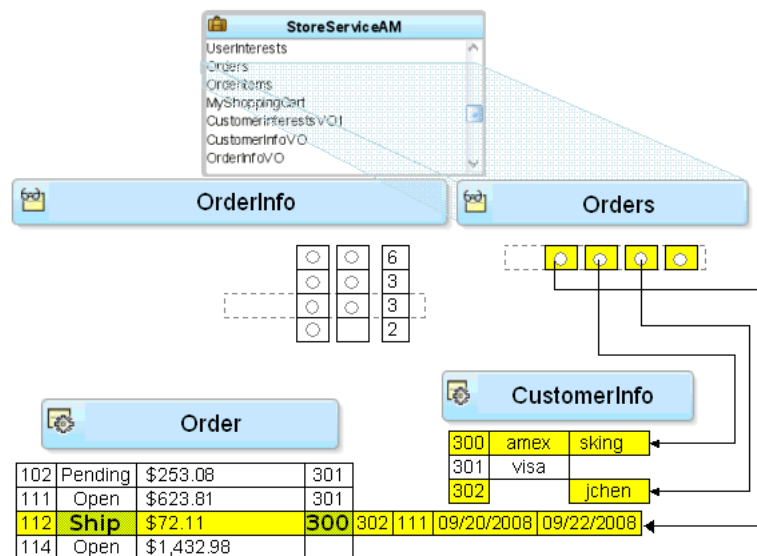 StoreServiceAM
UserInterests
Orders
OrderItems
MyShoppingCart
CustomerInterestsVO1
CustomerInfoVO
OrderInfoVO
OrderInfo
Orders
6
3
3
2
CustomerInfo
300 amex sking
301 visa
302 jchen
Order
102 Pending $253.08 301
111 Open $623.81 301
112 Ship $72.11 300 302 111 09/20/2008 09/22/2008
114 Open $1,432.98